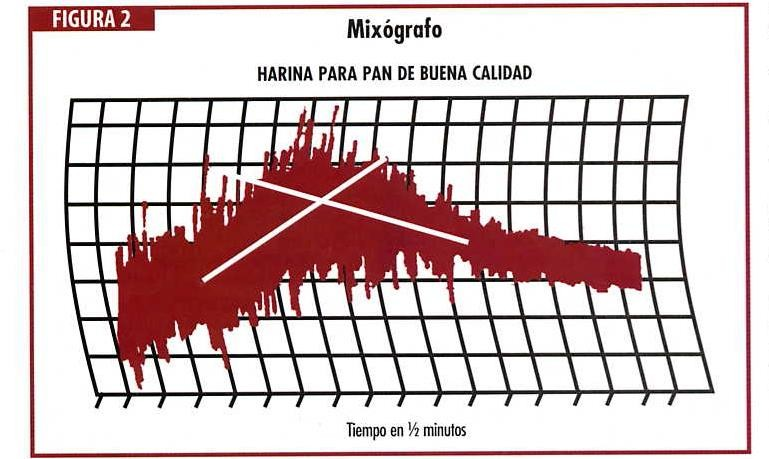 FIGURA 2
Mixógrafo
HARINA PARA PAN DE BUENA CALIDAD
Tiempo en ½ minutos